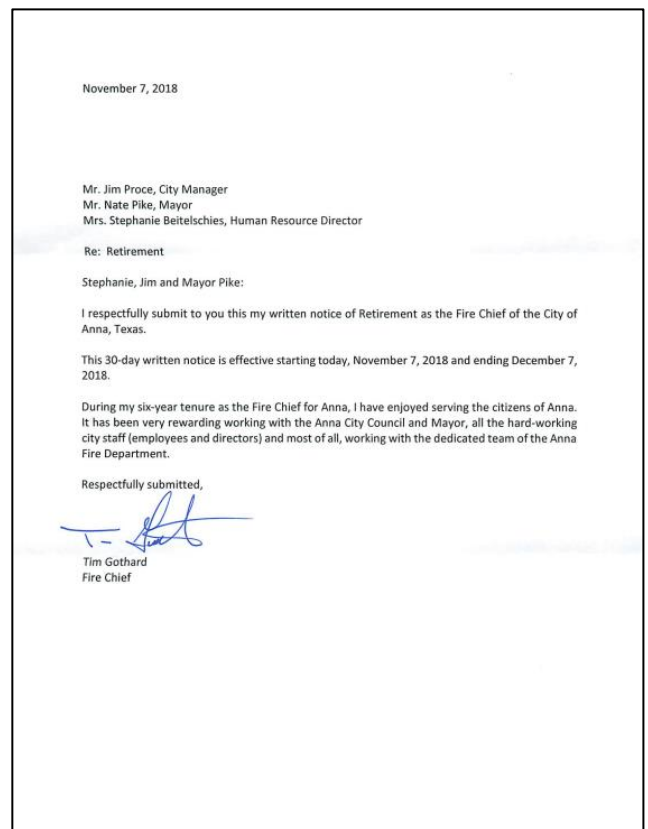 November 7, 2018
Mr. Jim Proce, City Manager
Mr. Nate Pike, Mayor
Mrs. Stephanie Beitelschies, Human Resource Director
Re: Retirement
Stephanie, Jim and Mayor Pike:
I respectfully submit to you this my written notice of Retirement as the Fire Chief of the City of
Anna, Texas.
This 30-day written notice is effective starting today, November 7, 2018 and ending December 7,
2018.
During my six-year tenure as the Fire Chief for Anna, I have enjoyed serving the citizens of Anna.
It has been very rewarding working with the Anna City Council and Mayor, all the hard-working
city staff (employees and directors) and most of all, working with the dedicated team of the Anna
Fire Department.
Respectfully submitted,
Tim Gothard
Fire Chief